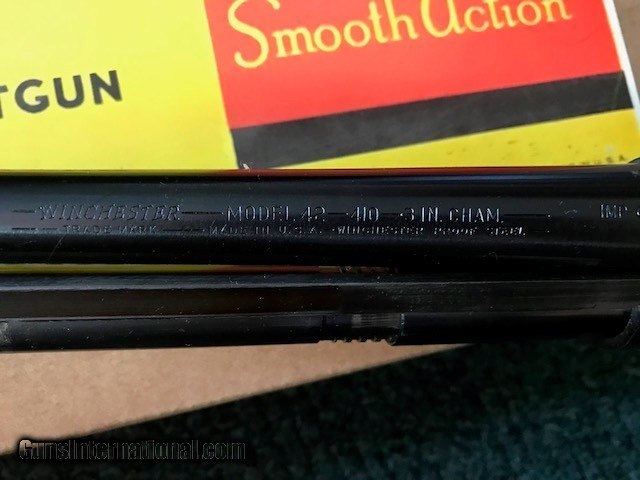 Smooth Action
TGUN
WINCHESTER MODEL 42 - 410 - 3 IN. CHAM.
TRADE MARK MADE IN U.S.A. WINCHESTER PROOF STEEL
IMP
GunsInternational.com